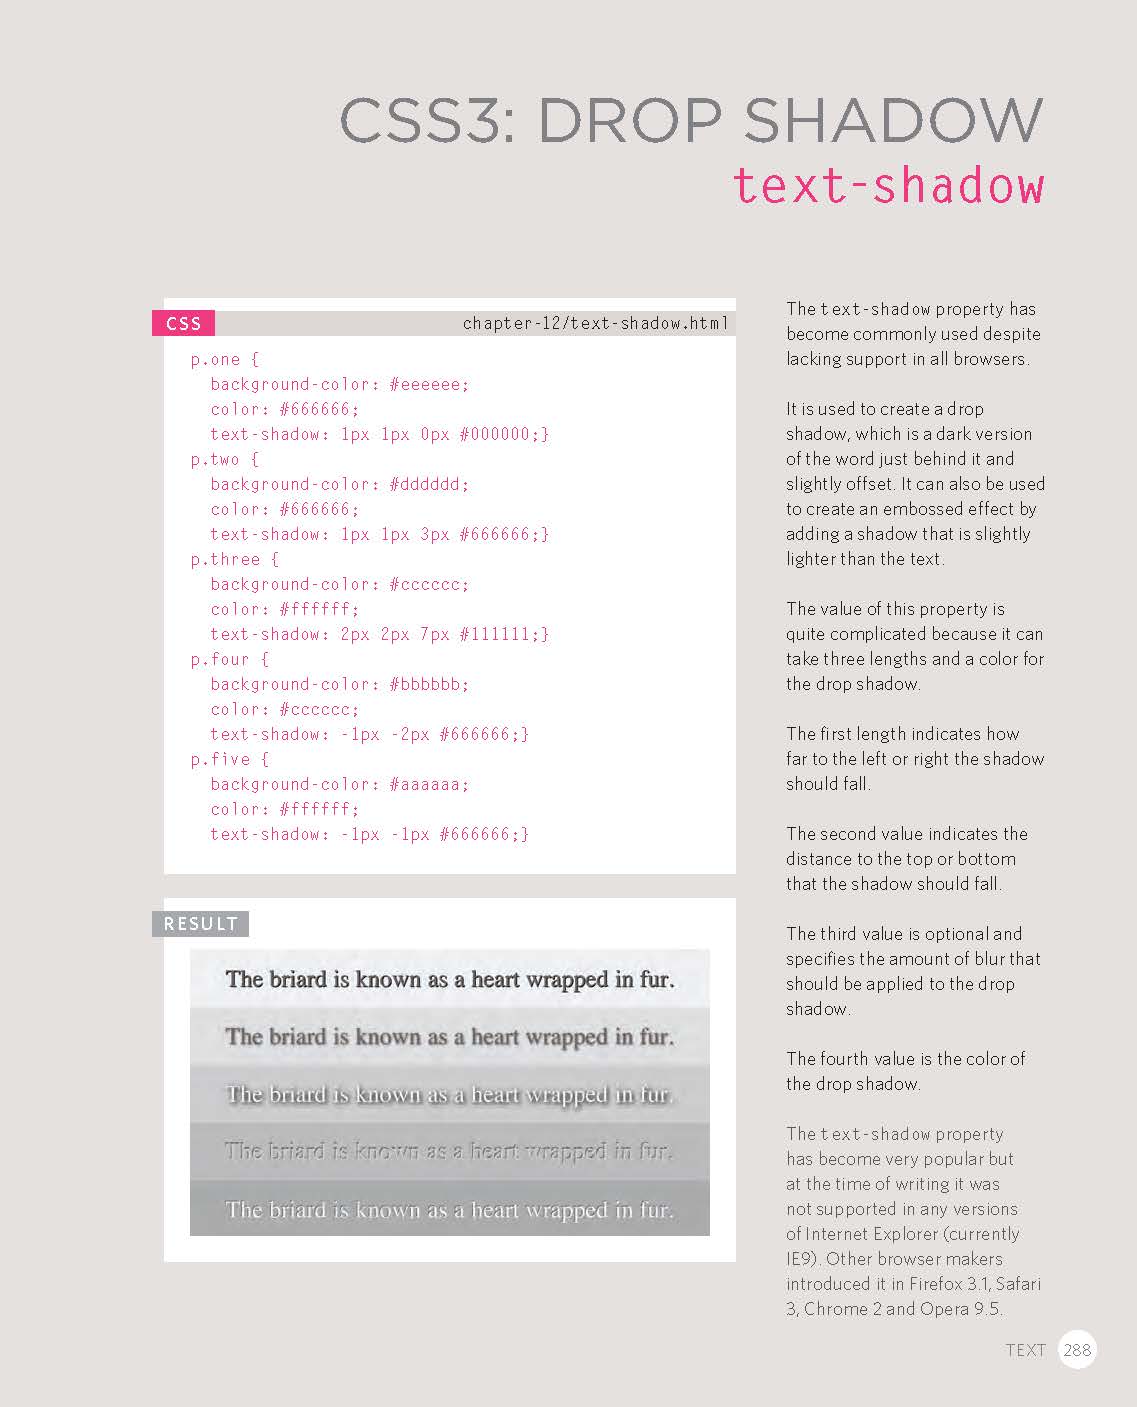 CSS3: DROP SHADOW
text-shadow
CSS
chapter-12/text-shadow.html
p.one {
  background-color: #eeeeee;
  color: #666666;
  text-shadow: 1px 1px 0px #000000;}
p.two {
  background-color: #dddddd;
  color: #666666;
  text-shadow: 1px 1px 3px #666666;}
p.three {
  background-color: #cccccc;
  color: #ffffff;
  text-shadow: 2px 2px 7px #111111;}
p.four {
  background-color: #bbbbbb;
  color: #cccccc;
  text-shadow: -1px -2px #666666;}
p.five {
  background-color: #aaaaaa;
  color: #ffffff;
  text-shadow: -1px -1px #666666;}
RESULT
The briard is known as a heart wrapped in fur.
The briard is known as a heart wrapped in fur.
The briard is known as a heart wrapped in fur.
The briard is known as a heart wrapped in fur.
The briard is known as a heart wrapped in fur.
The text-shadow property has
become commonly used despite
lacking support in all browsers.
It is used to create a drop
shadow, which is a dark version
of the word just behind it and
slightly offset. It can also be used
to create an embossed effect by
adding a shadow that is slightly
lighter than the text.
The value of this property is
quite complicated because it can
take three lengths and a color for
the drop shadow.
The first length indicates how
far to the left or right the shadow
should fall.
The second value indicates the
distance to the top or bottom
that the shadow should fall.
The third value is optional and
specifies the amount of blur that
should be applied to the drop
shadow.
The fourth value is the color of
the drop shadow.
The text-shadow property
has become very popular but
at the time of writing it was
not supported in any versions
of Internet Explorer (currently
IE9). Other browser makers
introduced it in Firefox 3.1, Safari
3, Chrome 2 and Opera 9.5.
TEXT 288